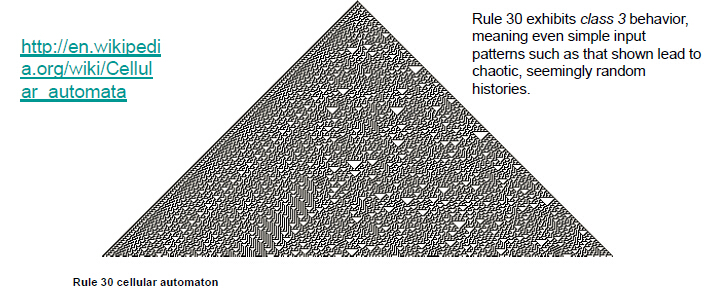 http://en.wikipedi
a.org/wiki/Cellul
ar_automata
Rule 30 exhibits class 3 behavior,
meaning even simple input
patterns such as that shown lead to
chaotic, seemingly random
histories.
Rule 30 cellular automaton